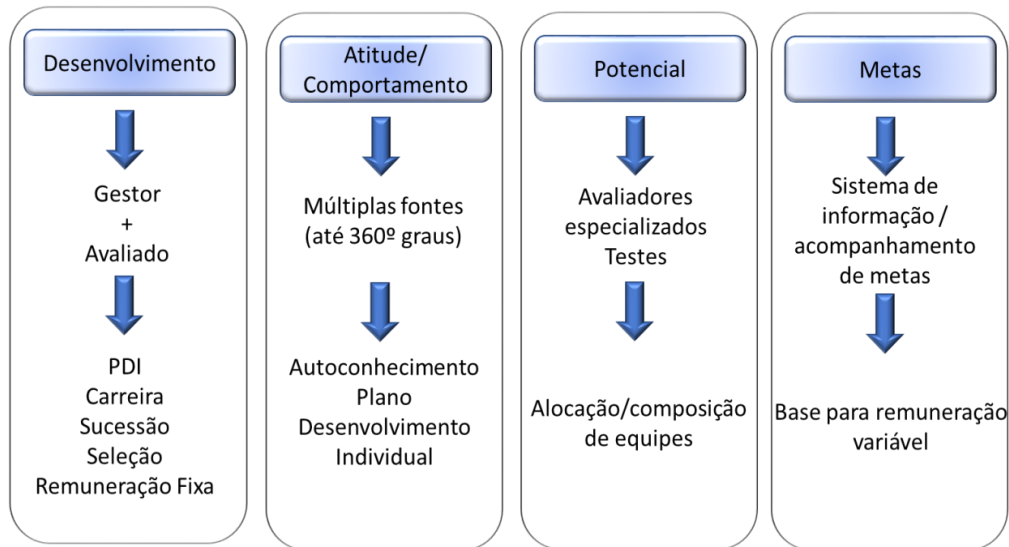 Desenvolvimento
Gestor
+
Avaliado
PDI
Carreira
Sucessão
Seleção
Remuneração Fixa
Atitude/
Comportamento
Múltiplas fontes
(até 360º graus)
Autoconhecimento
Plano
Desenvolvimento
Individual
Potencial
Avaliadores
especializados
Testes
Alocação/composição
de equipes
Metas
Sistema de
informação /
acompanhamento
de metas
Base para remuneração
variável